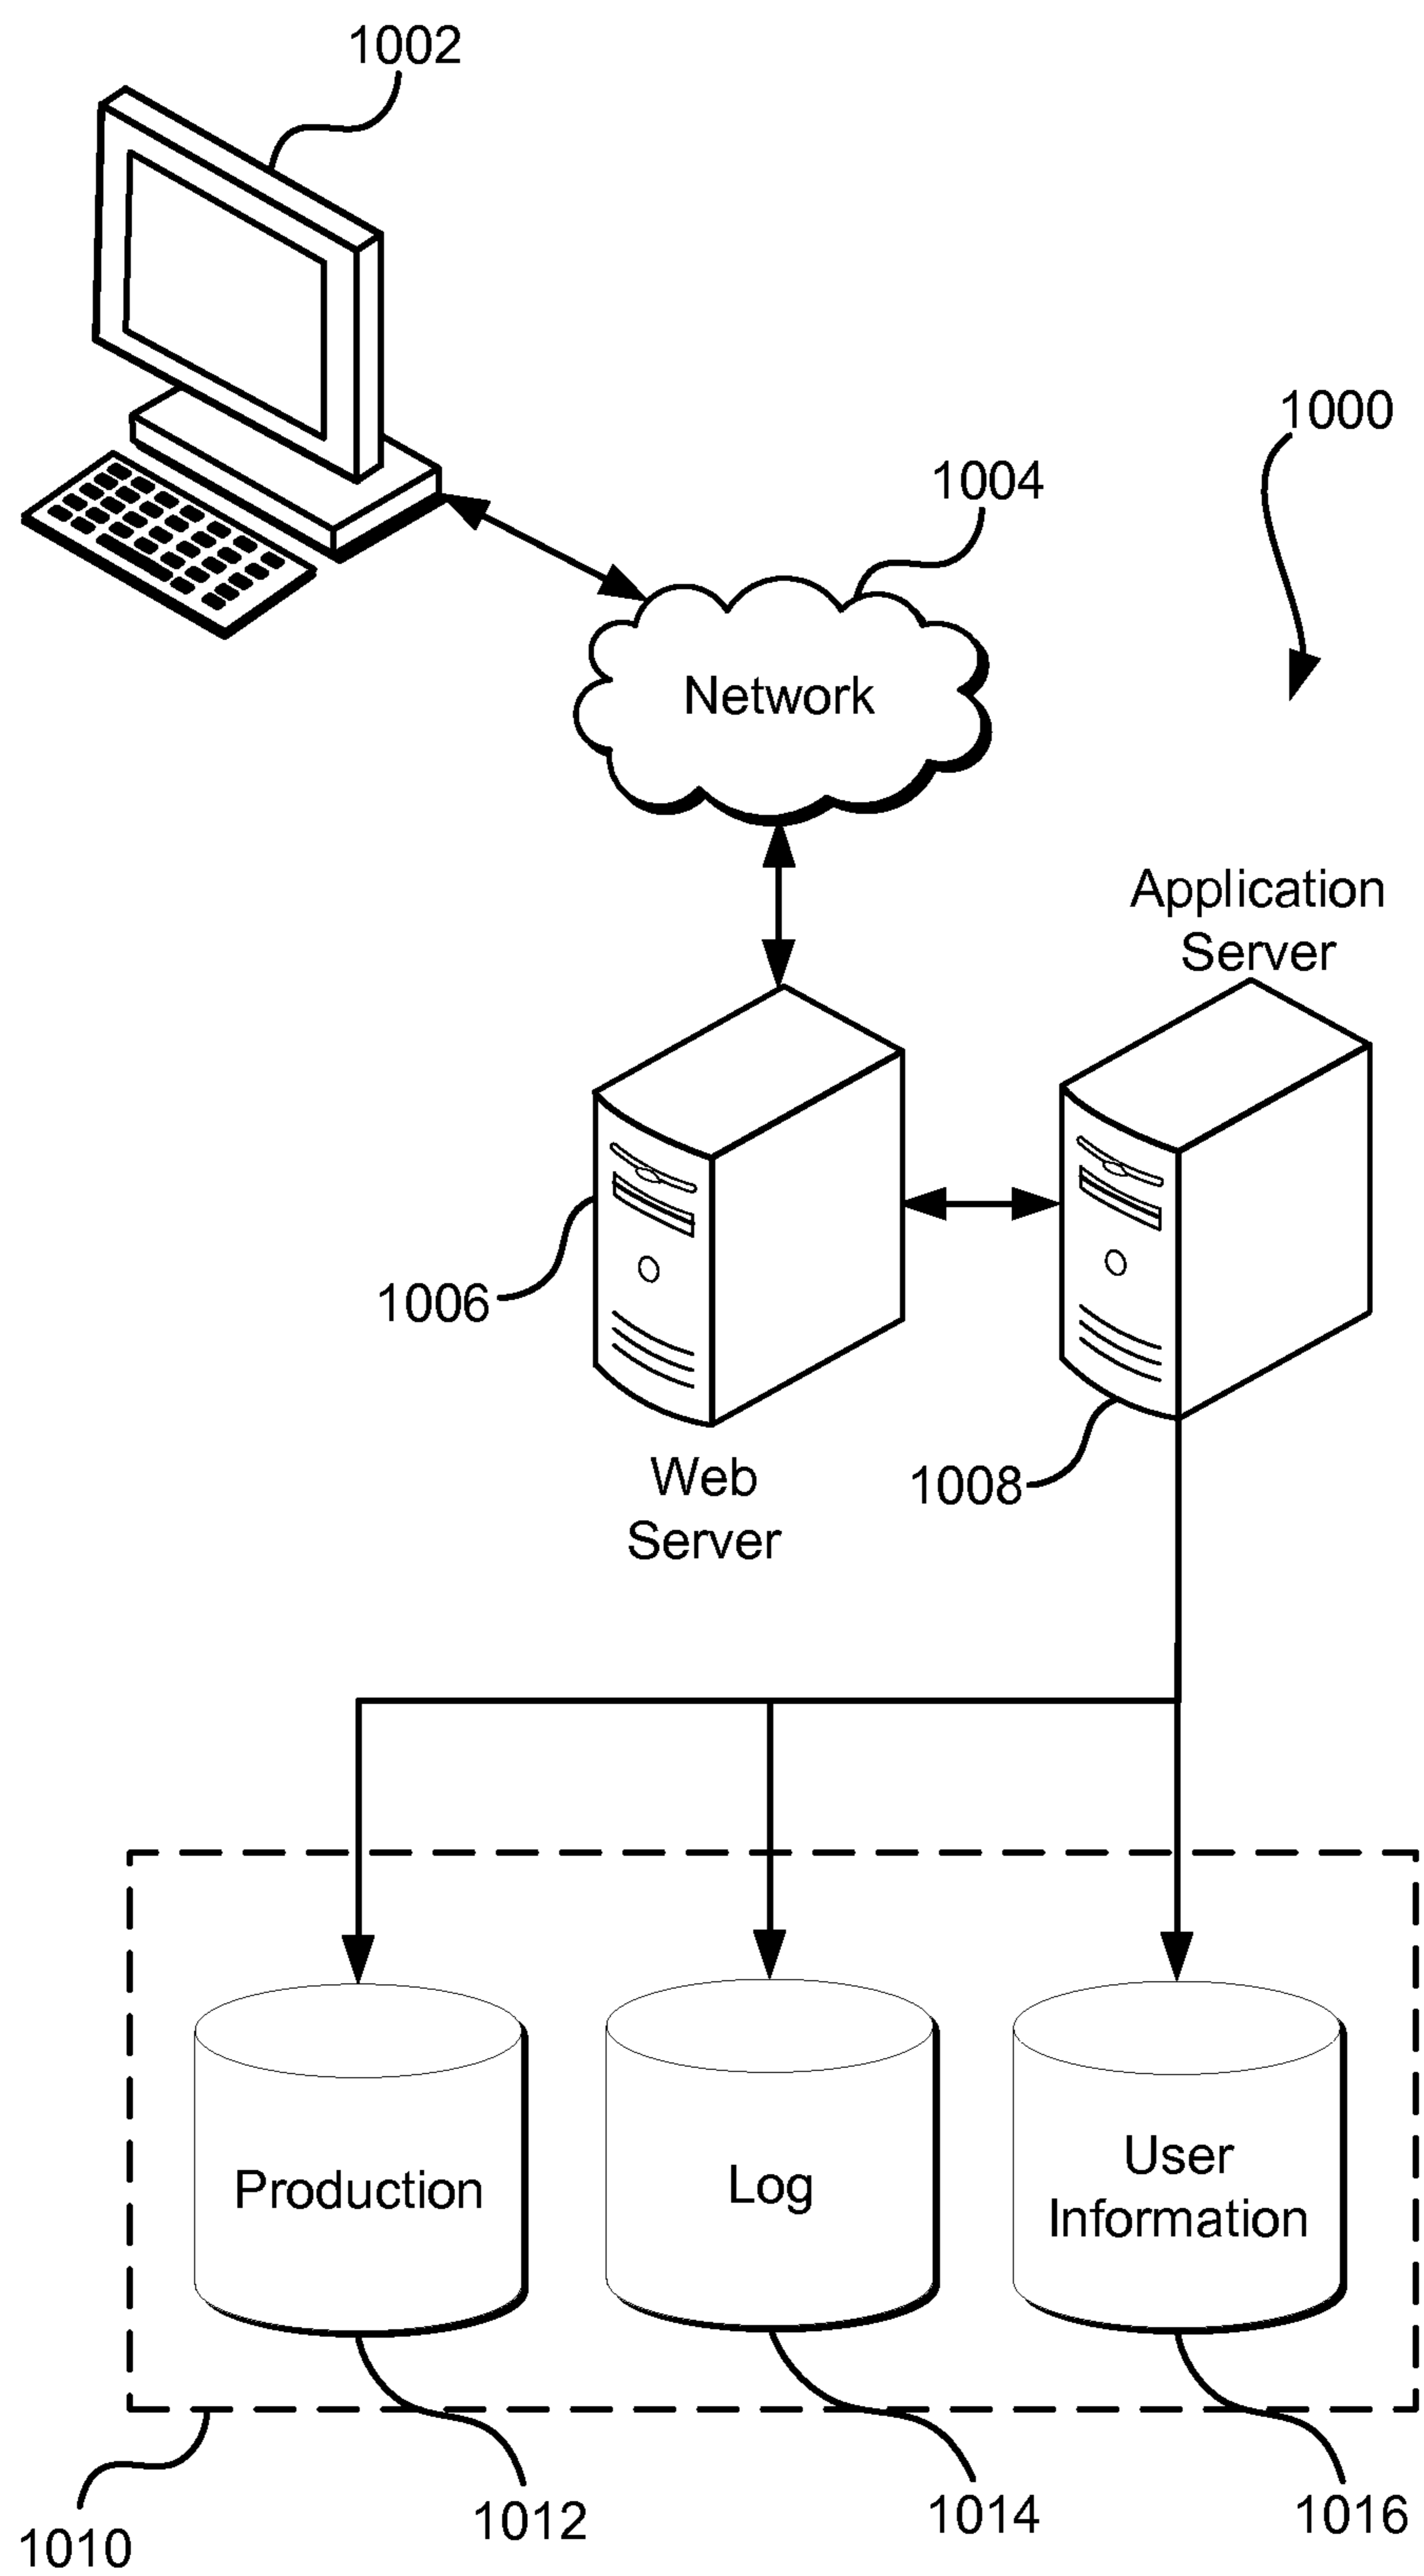 1002
1000
1004
Network
Application
Server
1006
1008
Web
Server
Production
Log
User
Information
1010
1012
1014
1016